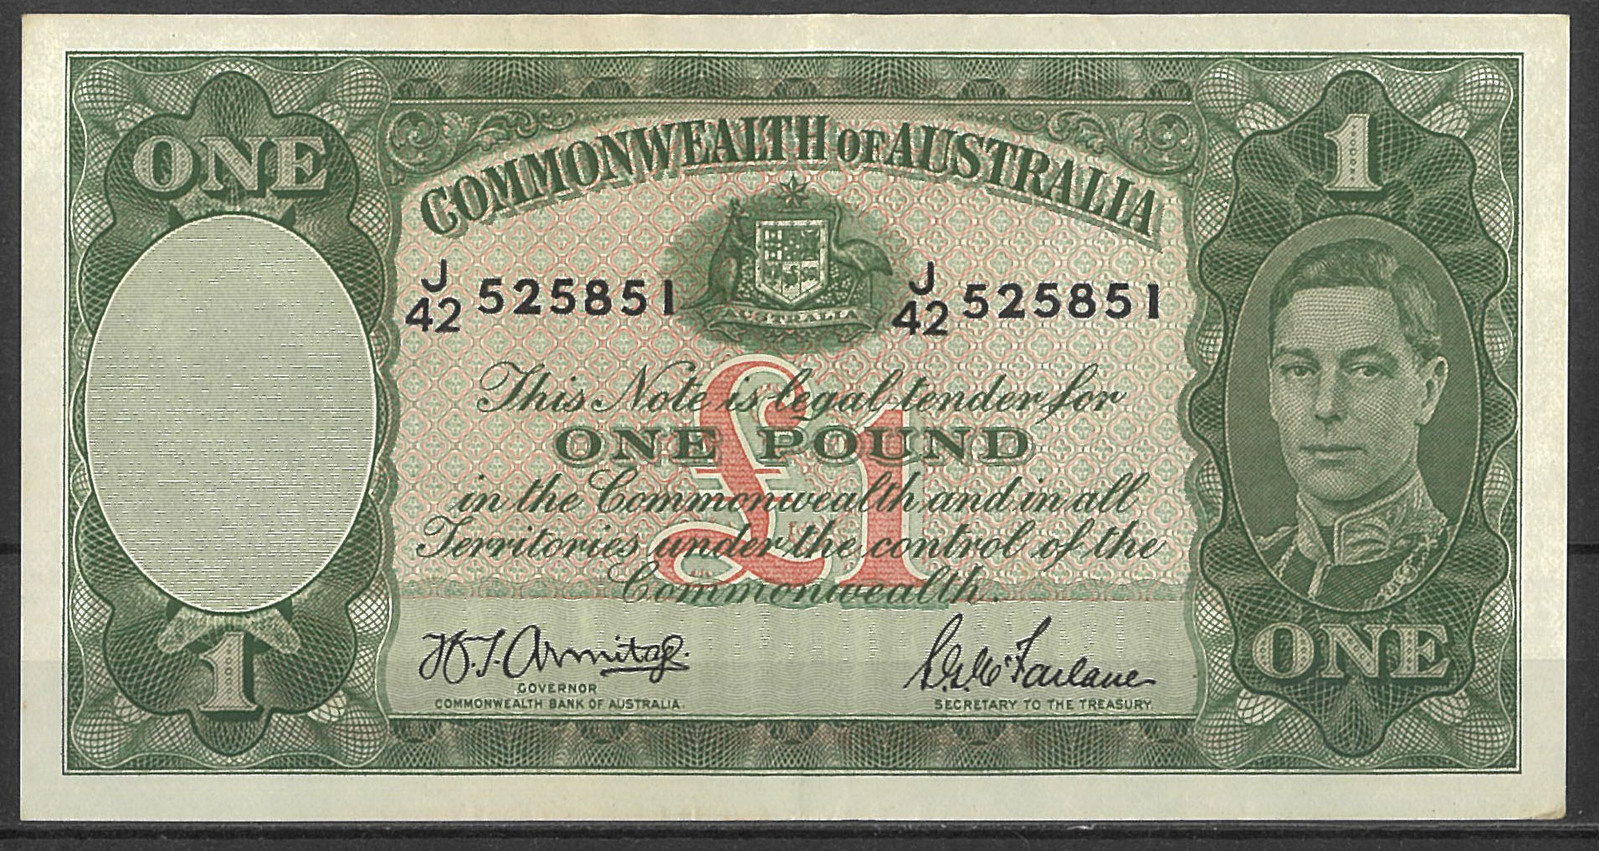 ONE
1
COMMONWEALTH OF AUSTRALIA
AUSTRALIA
J/42 525851
J/42 525851
£1
This Note is legal tender for
ONE POUND
in the Commonwealth and in all
Territories under the control of the
Commonwealth.
H.T. Armitage.
GOVERNOR
COMMONWEALTH BANK OF AUSTRALIA.
S.G. McFarlane
SECRETARY TO THE TREASURY.
1
ONE